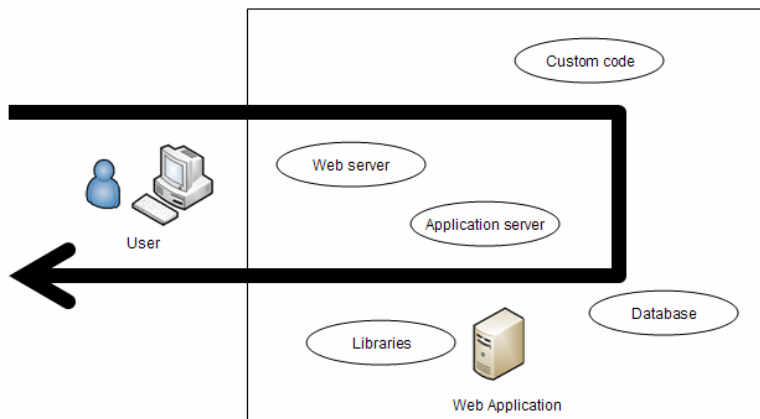 Custom code
Web server
Application server
User
Database
Libraries
Web Application